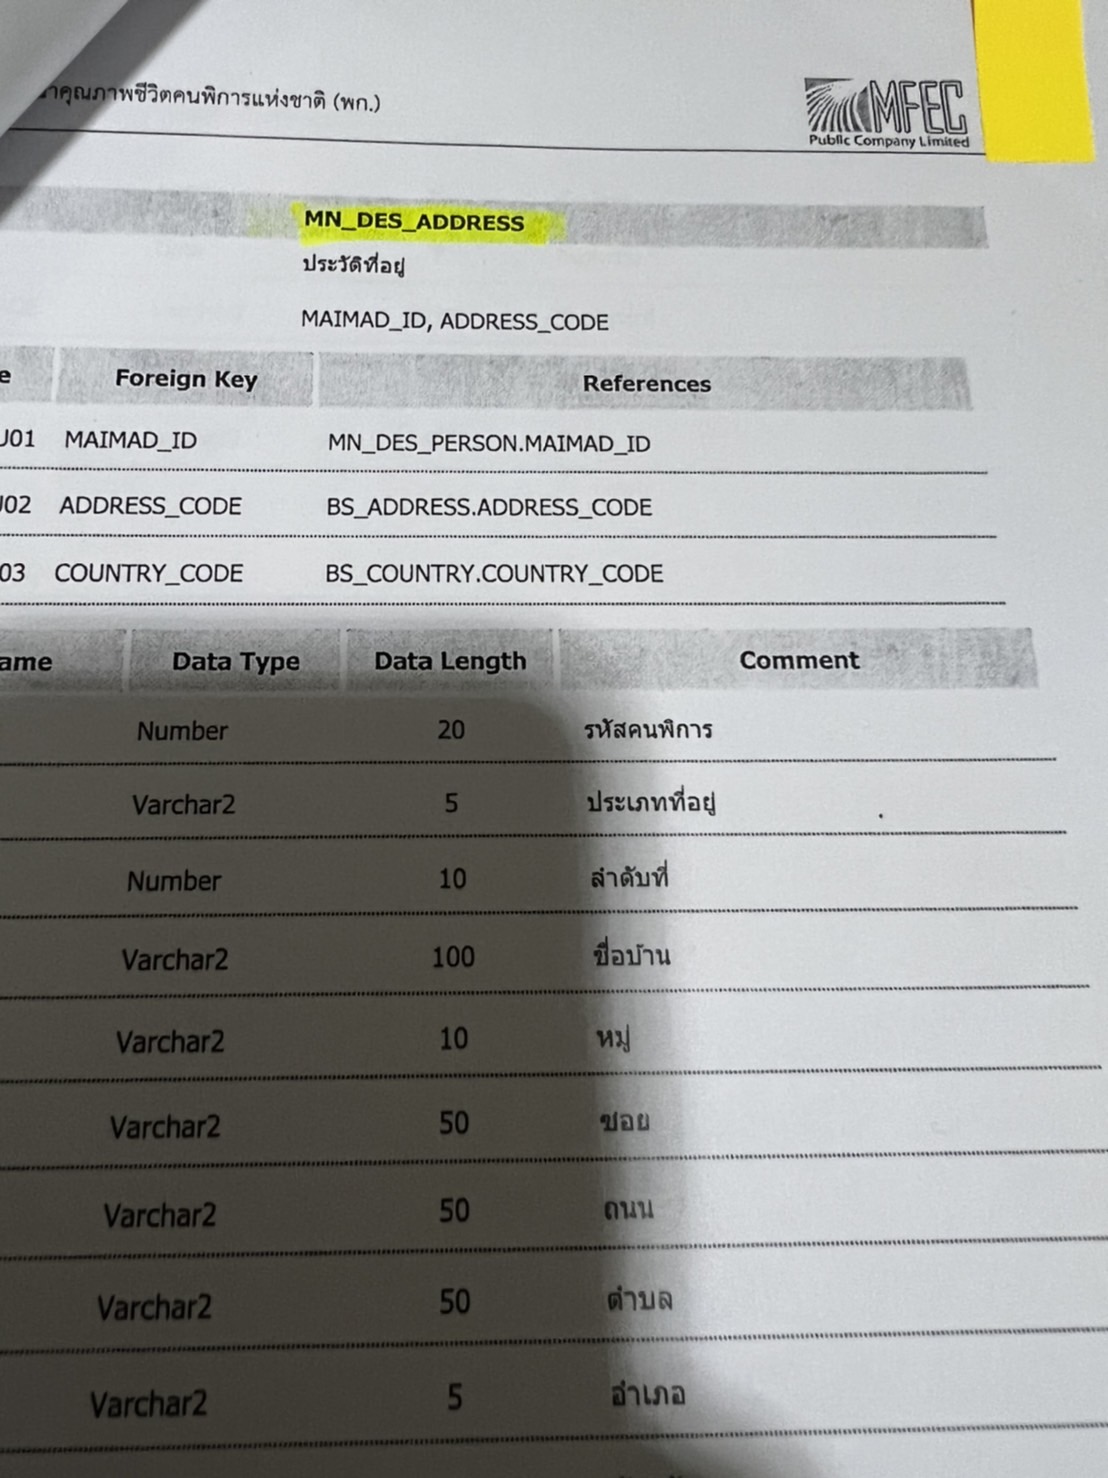 คุณภาพชีวิตคนพิการแห่งชาติ (พก.)
MFEC
Public Company Limited
MN_DES_ADDRESS
ประวัติที่อยู่
MAIMAD_ID, ADDRESS_CODE
Foreign Key References
MAIMAD_ID MN_DES_PERSON.MAIMAD_ID
02 ADDRESS_CODE BS_ADDRESS.ADDRESS_CODE
03 COUNTRY_CODE BS_COUNTRY.COUNTRY_CODE
ame Data Type Data Length Comment
Number 20 รหัสคนพิการ
Varchar2 5 ประเภทที่อยู่
Number 10 ลำดับที่
Varchar2 100 ชื่อบ้าน
Varchar2 10 หมู่
Varchar2 50 ซอย
Varchar2 50 ถนน
Varchar2 50 ตำบล
Varchar2 5 อำเภอ